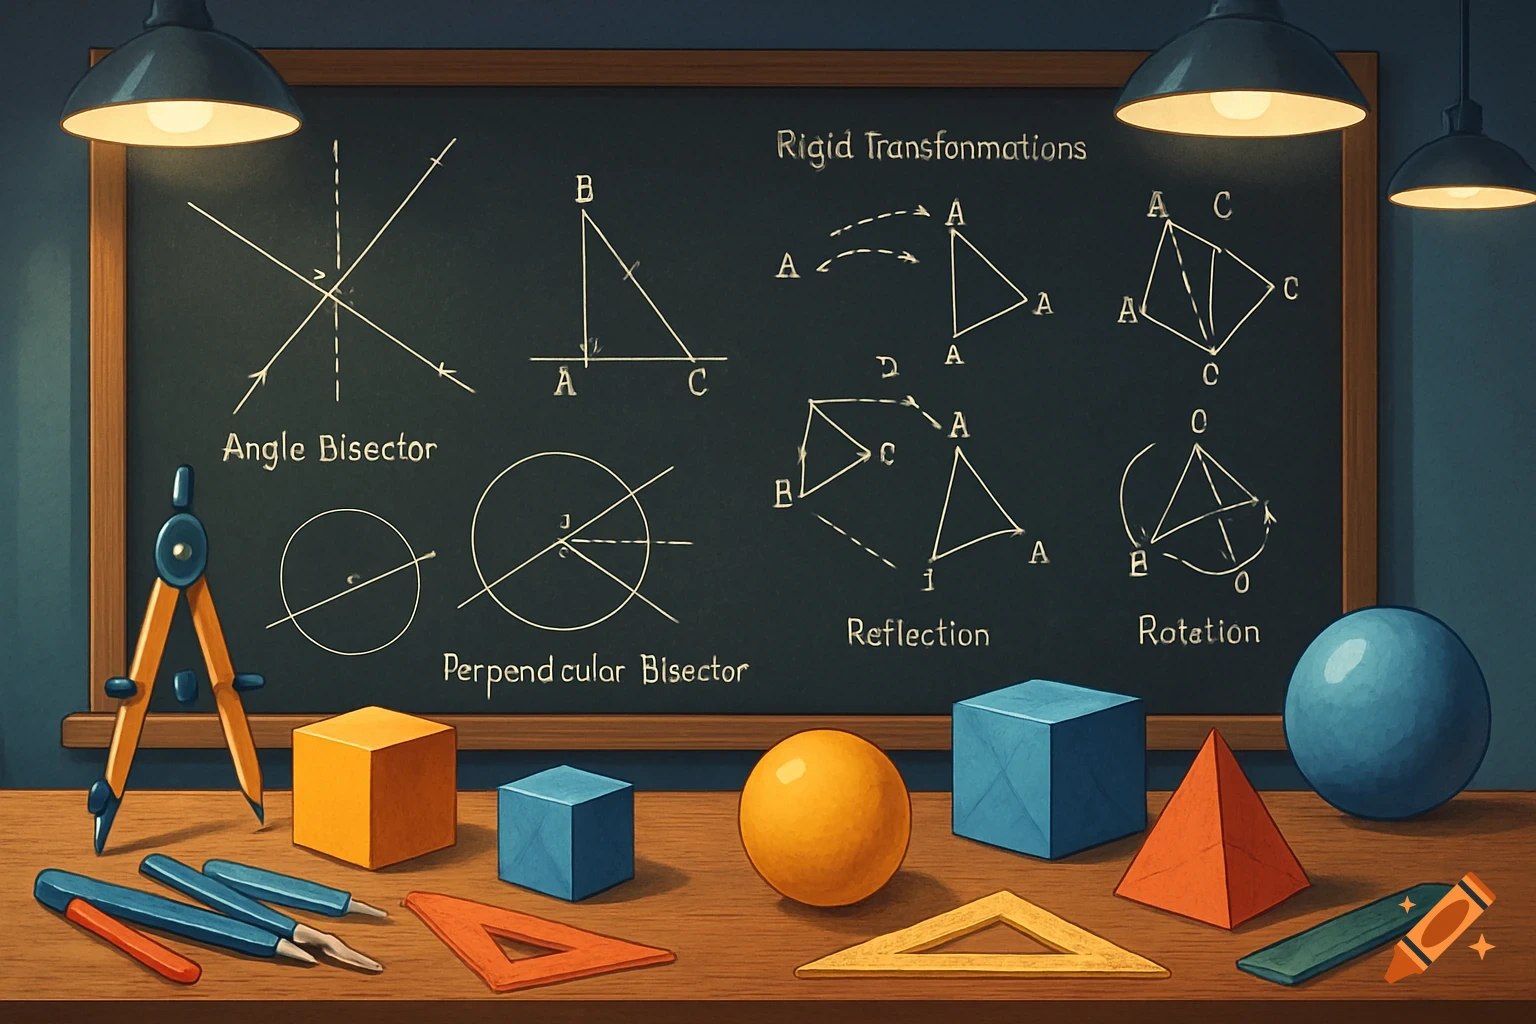 Rigid Transfonmations
B
A
C
Angle Bisector
A
A
A
A
A
C
A
C
C
B
C
A
A
Reflection
O
B
O
Rotation
Perpend cular Bisector